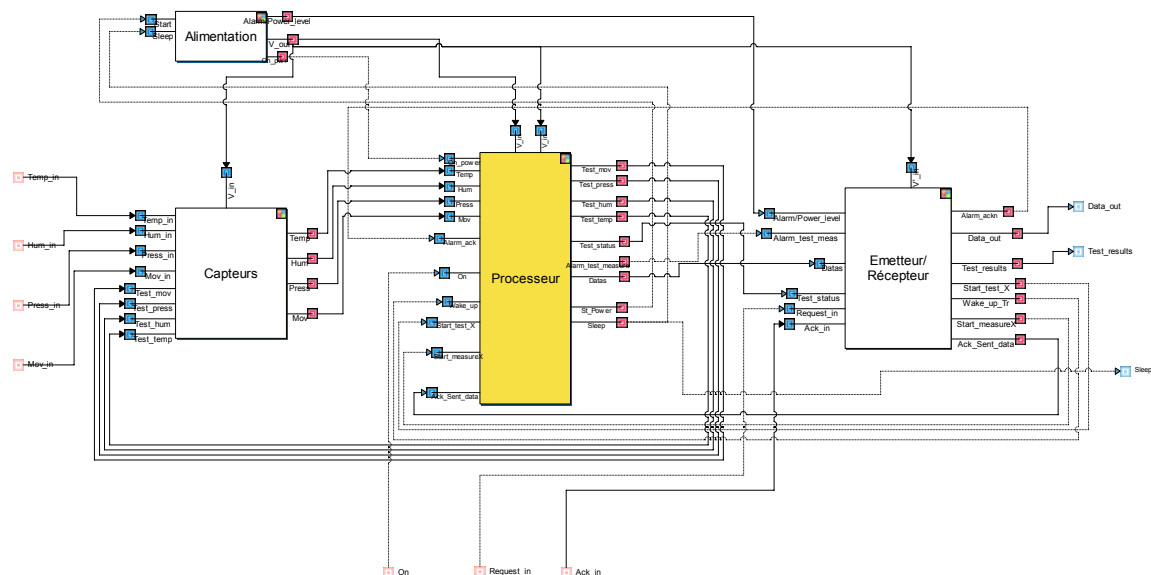 Start
Sleep
Alimentation
Alarm/Power_level
V_out
On_pwr
V_in
V_in
V_in
V_in
Temp_in
Hum_in
Press_in
Mov_in
Temp_in
Hum_in
Press_in
Mov_in
Test_mov
Test_press
Test_hum
Test_temp
Capteurs
Temp
Hum
Press
Mov
On_power
Temp
Hum
Press
Mov
Alarm_ack
On
Wake_up
Start_test_X
Start_measureX
Ack_Sent_data
Processeur
Test_mov
Test_press
Test_hum
Test_temp
Test_status
Alarm_test_measure
Datas
St_Power
Sleep
Alarm/Power_level
Alarm_test_meas
Datas
Test_status
Request_in
Ack_in
Emetteur/
Récepteur
Alarm_ackn
Data_out
Test_results
Start_test_X
Wake_up_Tr
Start_measureX
Ack_Sent_data
Data_out
Test_results
Sleep
On
Request_in
Ack_in